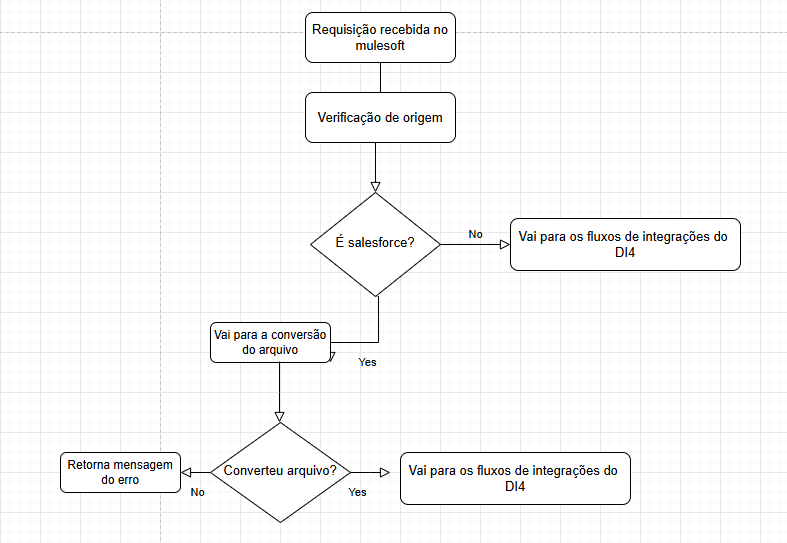 Requisição recebida no
mulesoft
Verificação de origem
É salesforce?
No
Vai para os fluxos de integrações do
DI4
Vai para a conversão
do arquivo
Yes
Converteu arquivo?
Retorna mensagem
do erro
No
Yes
Vai para os fluxos de integrações do
DI4